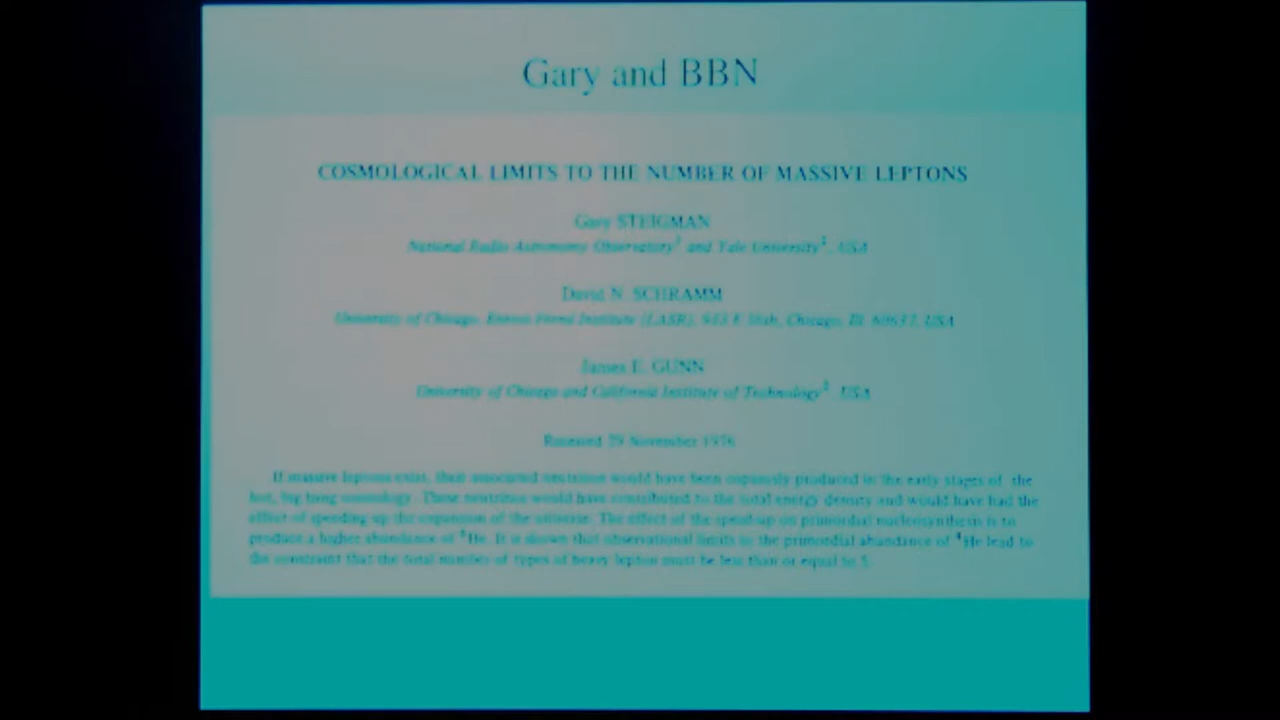 Gary and BBN
COSMOLOGICAL LIMITS TO THE NUMBER OF MASSIVE LEPTONS
Gary STEIGMAN
National Radio Astronomy Observatory¹ and Yale University², USA
David N. SCHRAMM
University of Chicago, Enrico Fermi Institute (LASR), 933 E 56th, Chicago, Ill. 60637, USA
James E. GUNN
University of Chicago and California Institute of Technology², USA
Received 29 November 1976
If massive leptons exist, their associated neutrinos would have been copiously produced in the early stages of the
hot, big bang cosmology. These neutrinos would have contributed to the total energy density and would have had the
effect of speeding up the expansion of the universe. The effect of the speed-up on primordial nucleosynthesis is to
produce a higher abundance of ⁴He. It is shown that observational limits to the primordial abundance of ⁴He lead to
the constraint that the total number of types of heavy lepton must be less than or equal to 5.